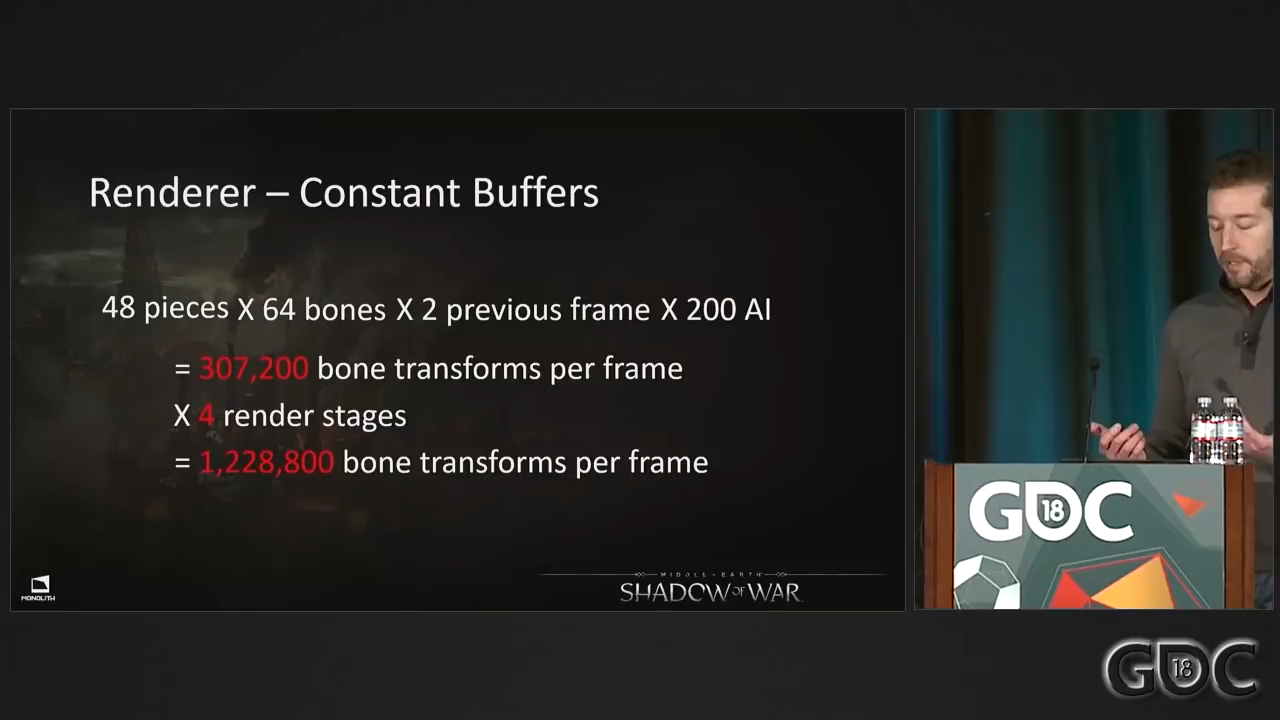 Renderer – Constant Buffers
48 pieces X 64 bones X 2 previous frame X 200 AI
= 307,200 bone transforms per frame
X 4 render stages
= 1,228,800 bone transforms per frame
MONOLITH
MIDDLE-EARTH
SHADOW OF WAR
GDC 18
GDC 18